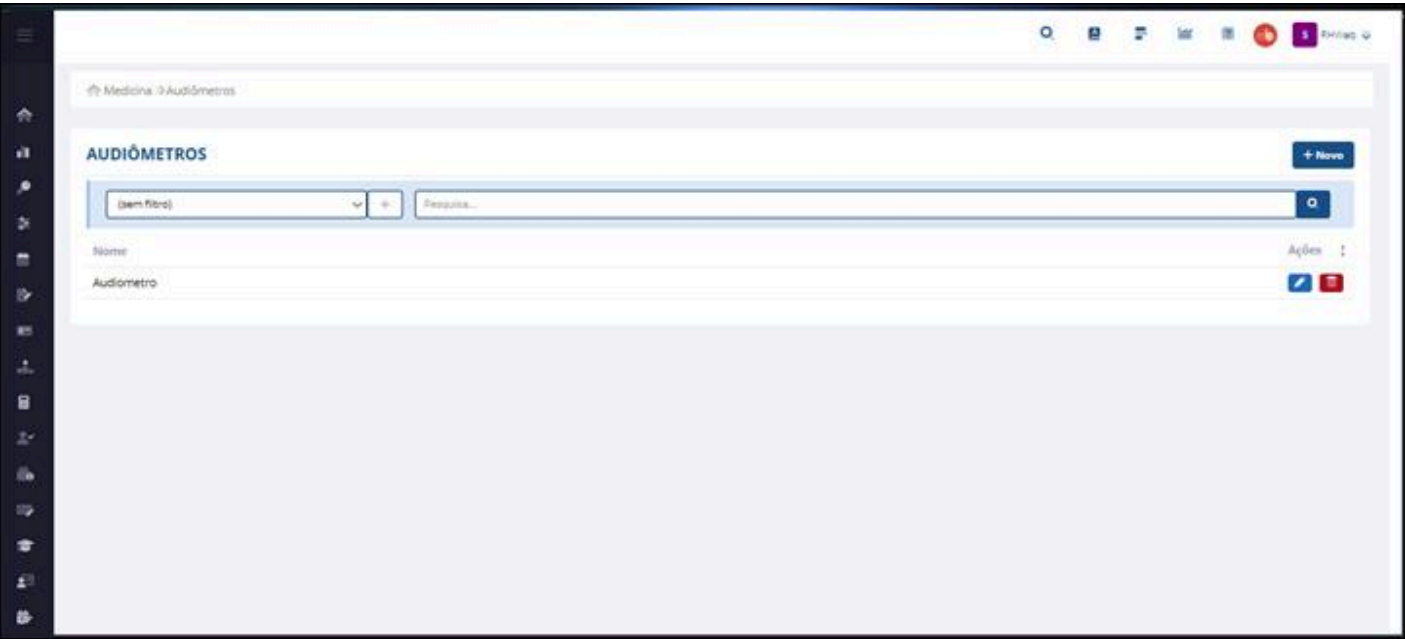 Medicina > Audiômetros
AUDIÔMETROS
+ Novo
(sem filtro)
+
Pesquisa...
Nome
Ações
Audiometro